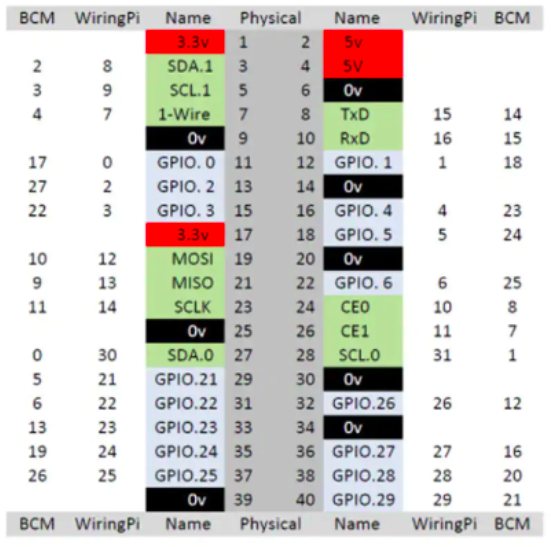 BCM WiringPi Name Physical Name WiringPi BCM
3.3v 1 2 5v
2 8 SDA.1 3 4 5V
3 9 SCL.1 5 6 0v
4 7 1-Wire 7 8 TxD 15 14
0v 9 10 RxD 16 15
17 0 GPIO. 0 11 12 GPIO. 1 1 18
27 2 GPIO. 2 13 14 0v
22 3 GPIO. 3 15 16 GPIO. 4 4 23
3.3v 17 18 GPIO. 5 5 24
10 12 MOSI 19 20 0v
9 13 MISO 21 22 GPIO. 6 6 25
11 14 SCLK 23 24 CE0 10 8
0v 25 26 CE1 11 7
0 30 SDA.0 27 28 SCL.0 31 1
5 21 GPIO.21 29 30 0v
6 22 GPIO.22 31 32 GPIO.26 26 12
13 23 GPIO.23 33 34 0v
19 24 GPIO.24 35 36 GPIO.27 27 16
26 25 GPIO.25 37 38 GPIO.28 28 20
0v 39 40 GPIO.29 29 21
BCM WiringPi Name Physical Name WiringPi BCM